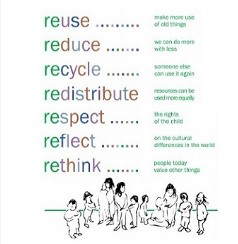 reuse ......... make more use
of old things
reduce ........ we can do more
with less
recycle ....... someone else
can use it again
redistribute resources can be
used more equally
respect ....... the rights
of the child
reflect ....... on the cultural
differences in the world
rethink ....... people today
value other things